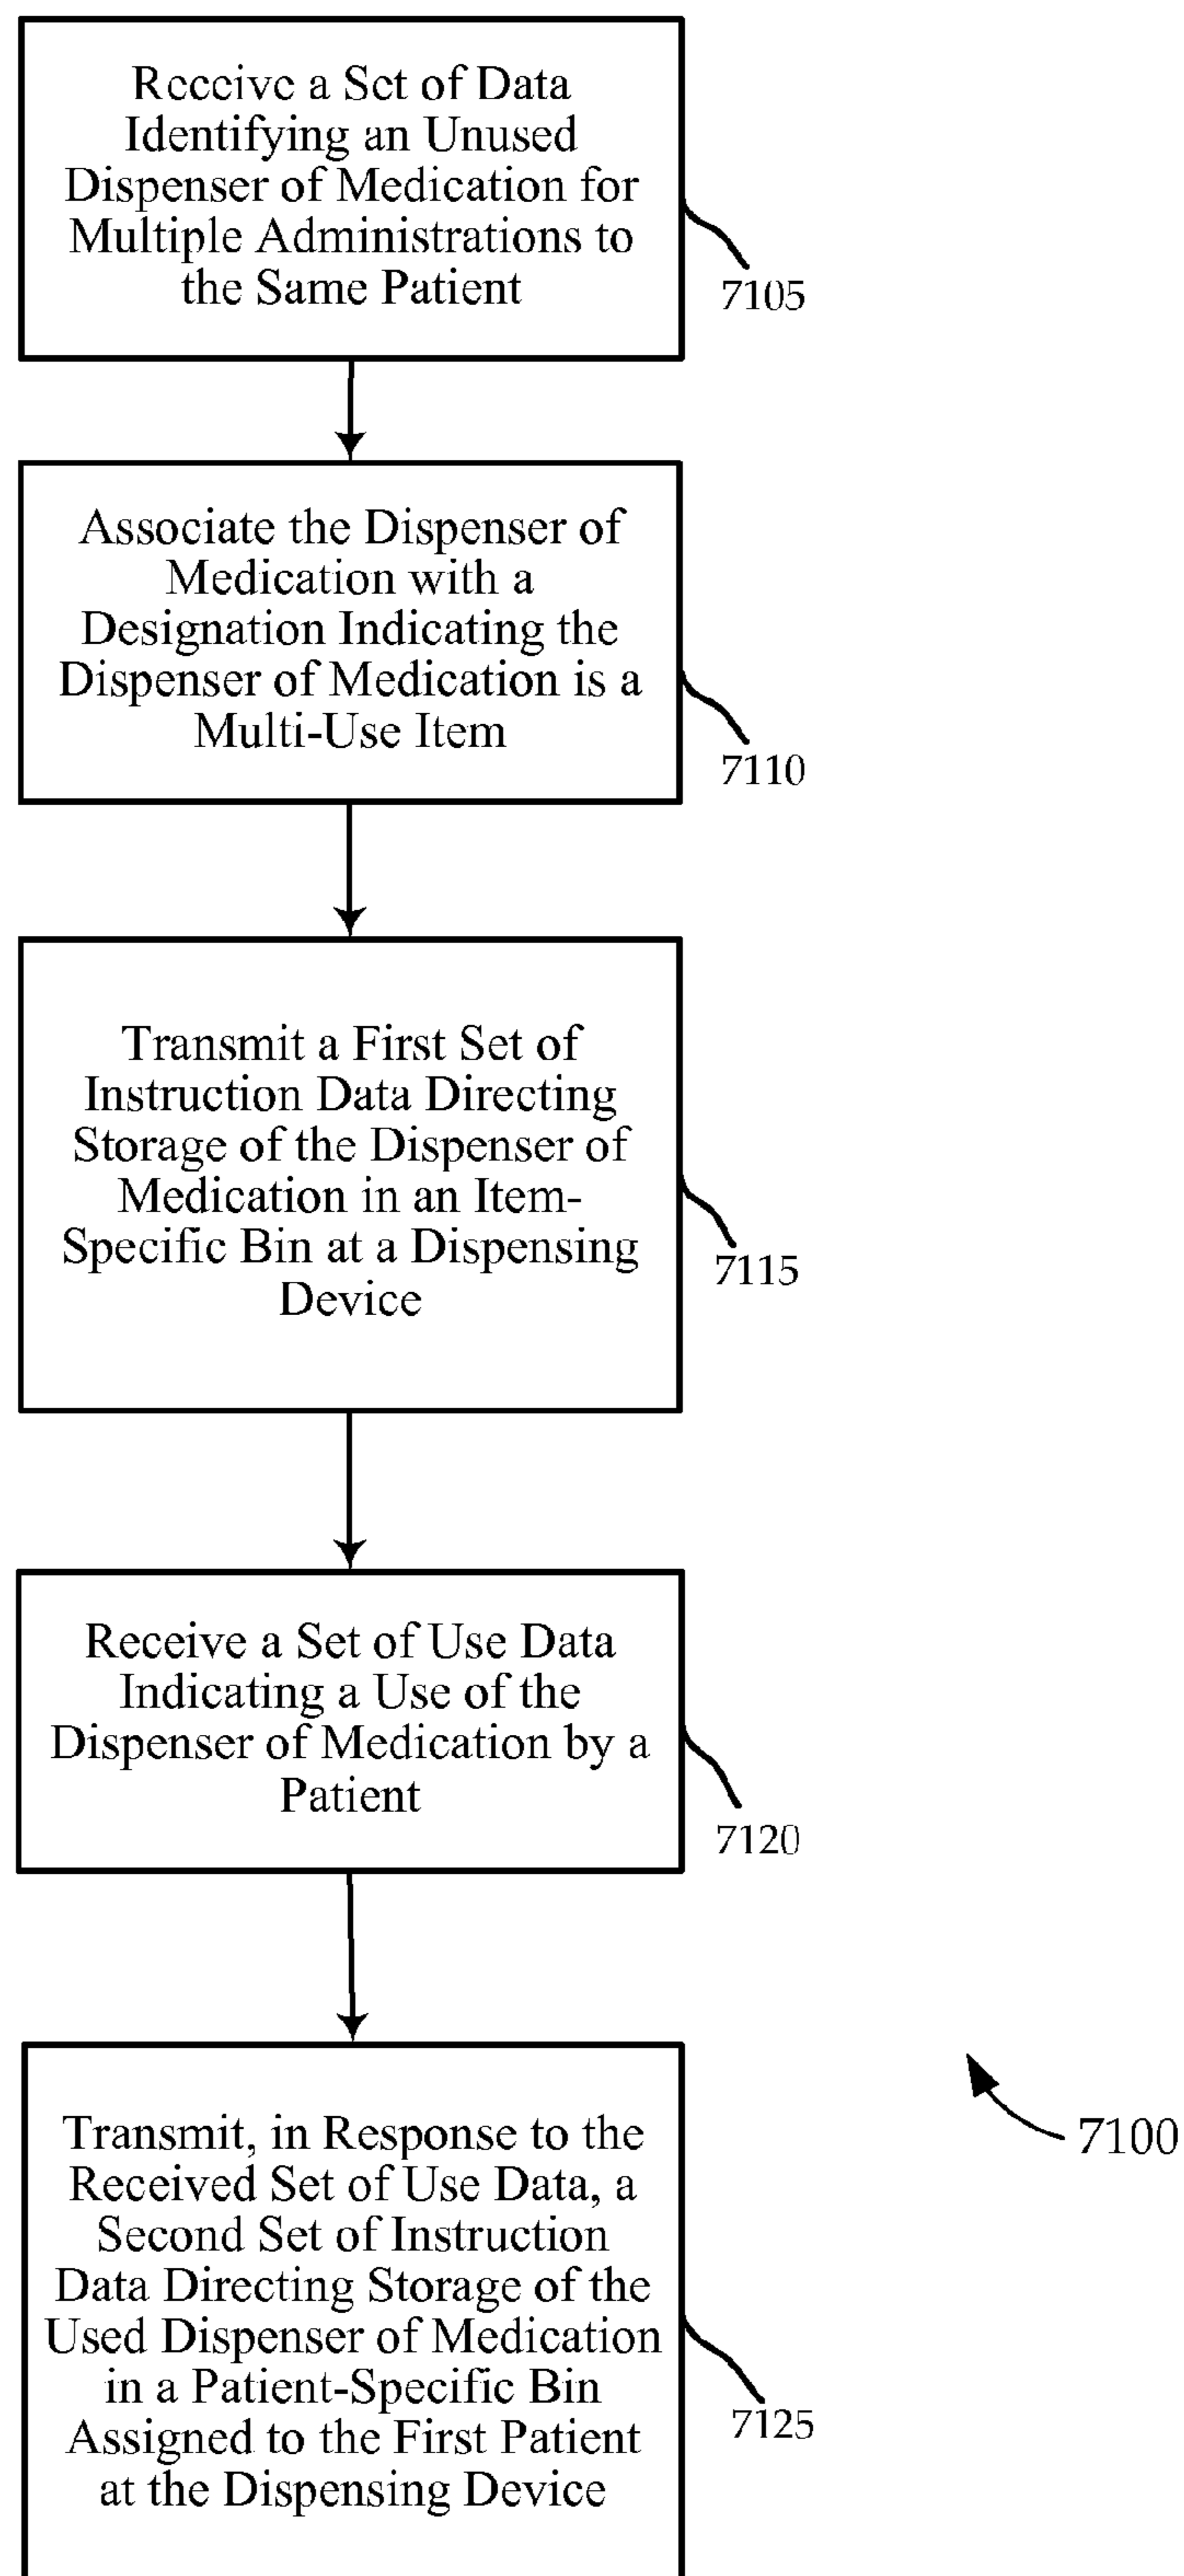 Receive a Set of Data
Identifying an Unused
Dispenser of Medication for
Multiple Administrations to
the Same Patient
7105
Associate the Dispenser of
Medication with a
Designation Indicating the
Dispenser of Medication is a
Multi-Use Item
7110
Transmit a First Set of
Instruction Data Directing
Storage of the Dispenser of
Medication in an Item-
Specific Bin at a Dispensing
Device
7115
Receive a Set of Use Data
Indicating a Use of the
Dispenser of Medication by a
Patient
7120
Transmit, in Response to the
Received Set of Use Data, a
Second Set of Instruction
Data Directing Storage of the
Used Dispenser of Medication
in a Patient-Specific Bin
Assigned to the First Patient
at the Dispensing Device
7125
7100